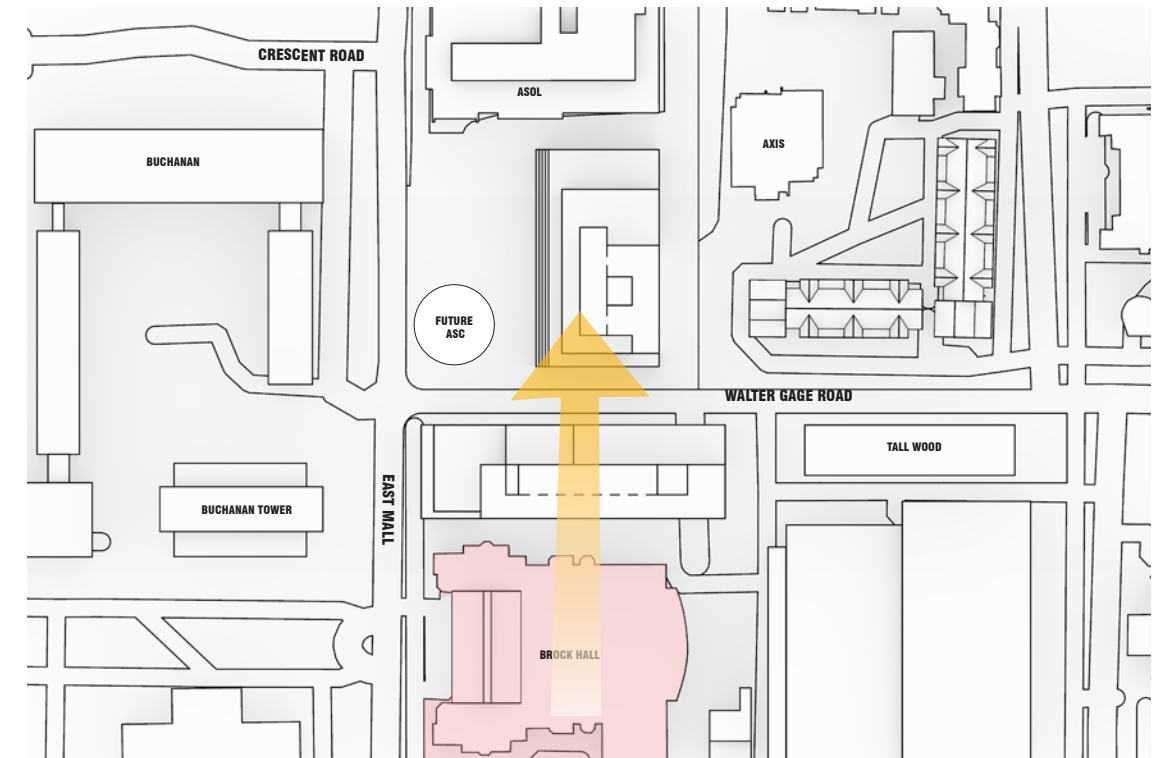 CRESCENT ROAD
ASOL
BUCHANAN
AXIS
FUTURE
ASC
WALTER GAGE ROAD
TALL WOOD
EAST MALL
BUCHANAN TOWER
BROCK HALL